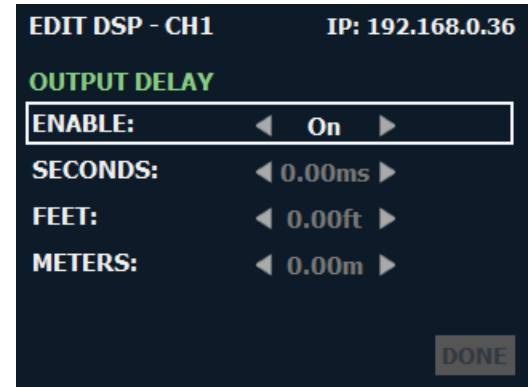 EDIT DSP - CH1 IP: 192.168.0.36
OUTPUT DELAY
ENABLE: On
SECONDS: 0.00ms
FEET: 0.00ft
METERS: 0.00m
DONE